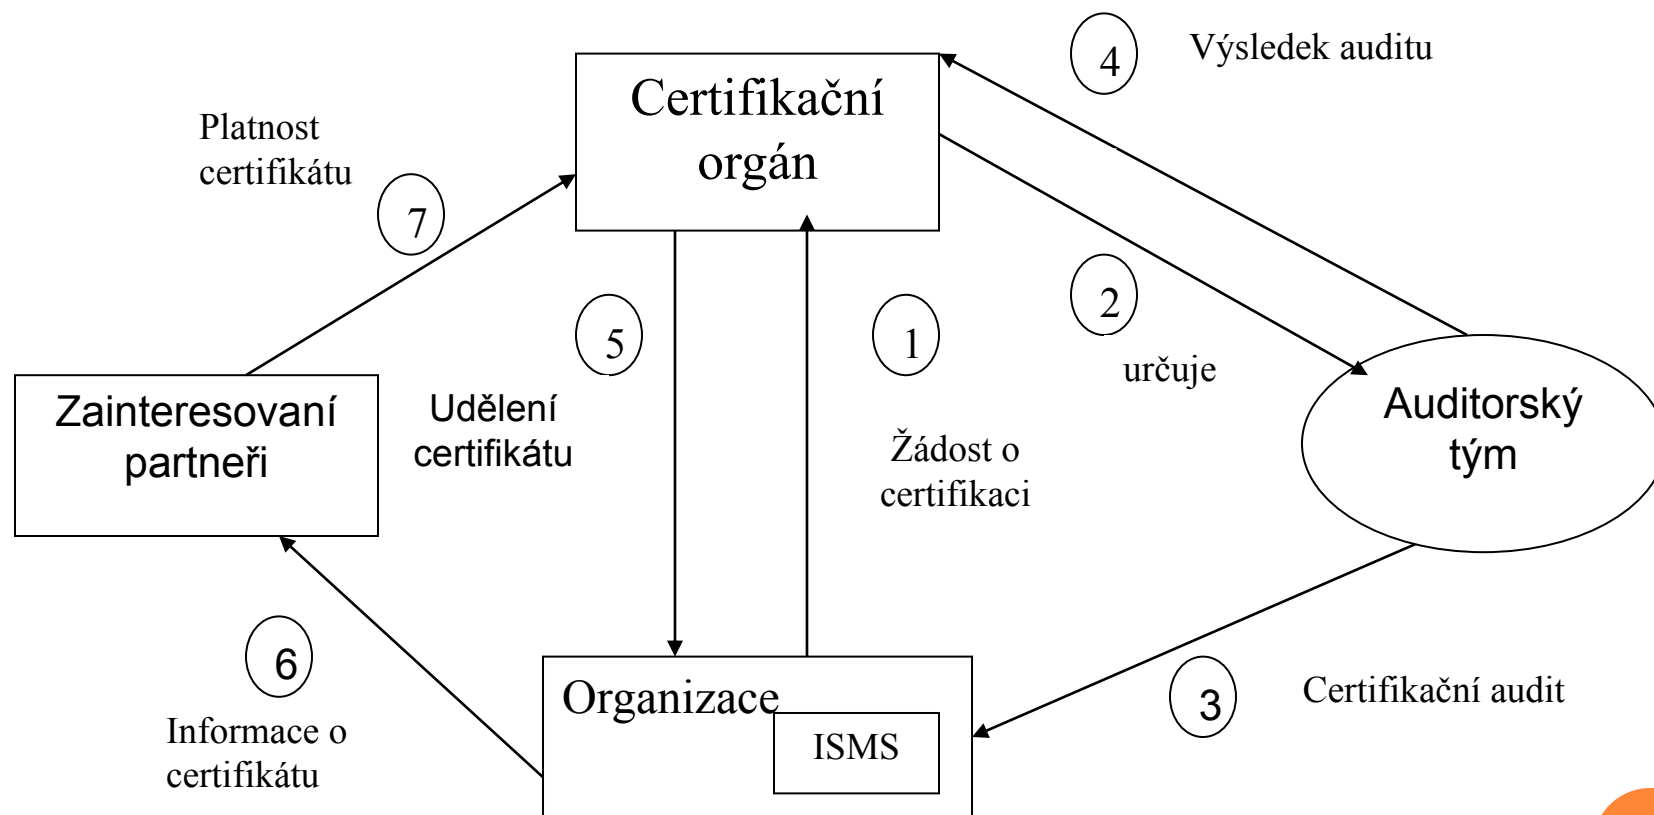 4
Výsledek auditu
Certifikační
orgán
Platnost
certifikátu
7
2
určuje
5
1
Zainteresovaní
partneři
Udělení
certifikátu
Žádost o
certifikaci
Auditorský
tým
6
Informace o
certifikátu
Organizace
ISMS
3
Certifikační audit